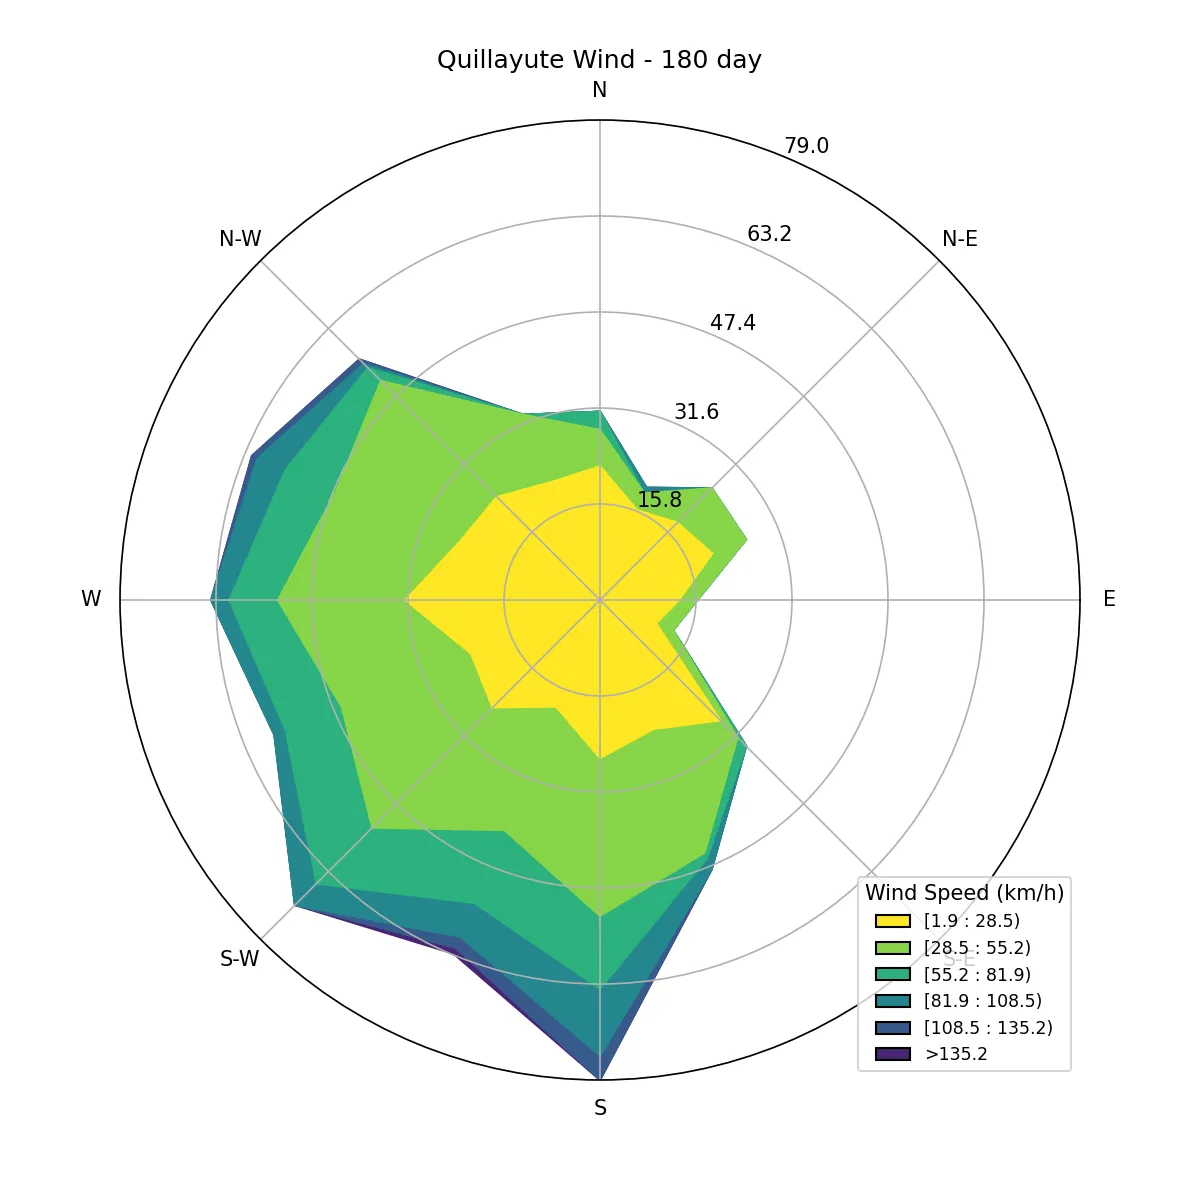 Quillayute Wind - 180 day
N
79.0
63.2
N-W
N-E
47.4
31.6
15.8
W
E
S-W
S-E
S
Wind Speed (km/h)
[1.9 : 28.5)
[28.5 : 55.2)
[55.2 : 81.9)
[81.9 : 108.5)
[108.5 : 135.2)
>135.2